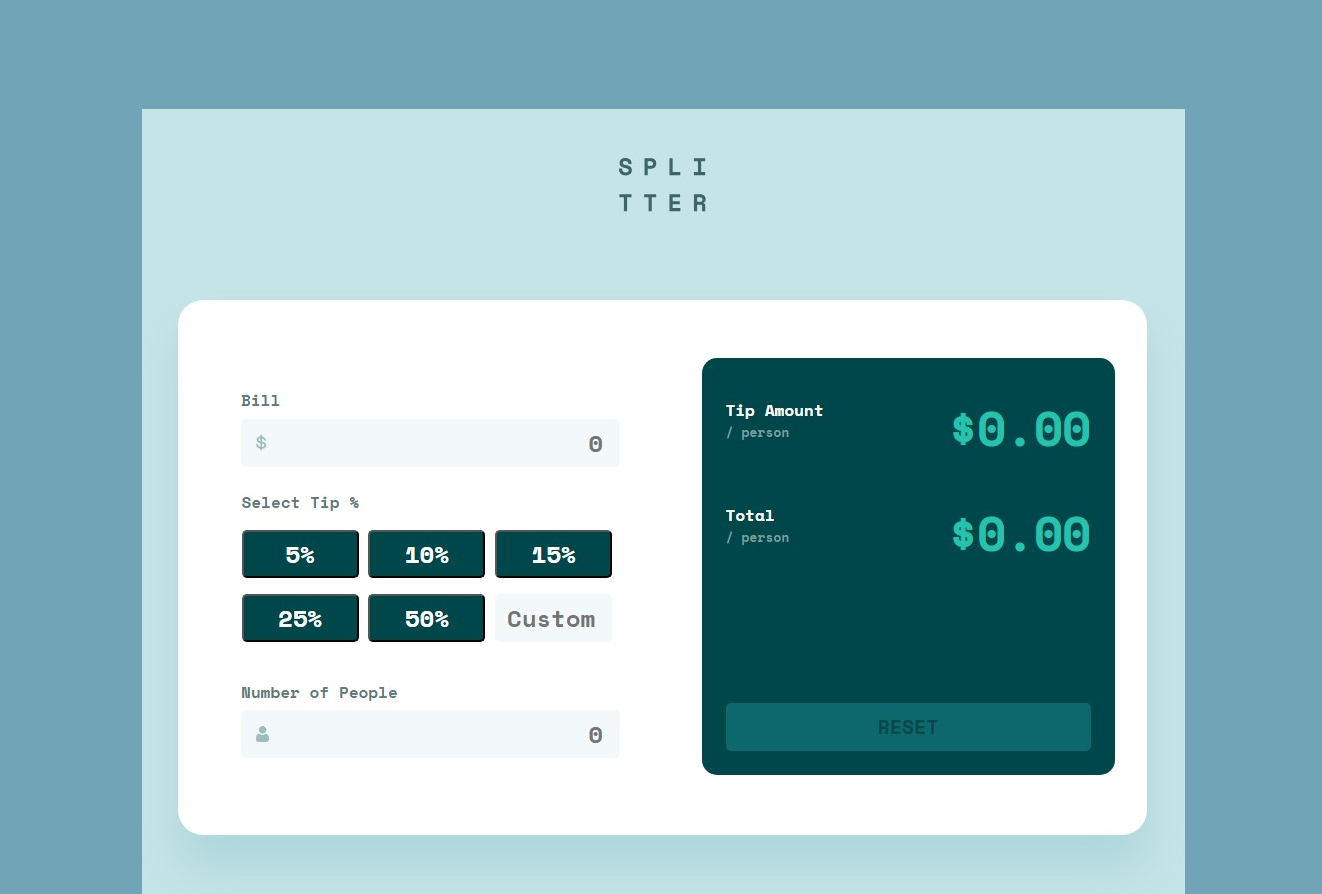 SPLI
TTER
Bill
$ 0
Select Tip %
5% 10% 15%
25% 50% Custom
Number of People
0
Tip Amount
/ person
$0.00
Total
/ person
$0.00
RESET